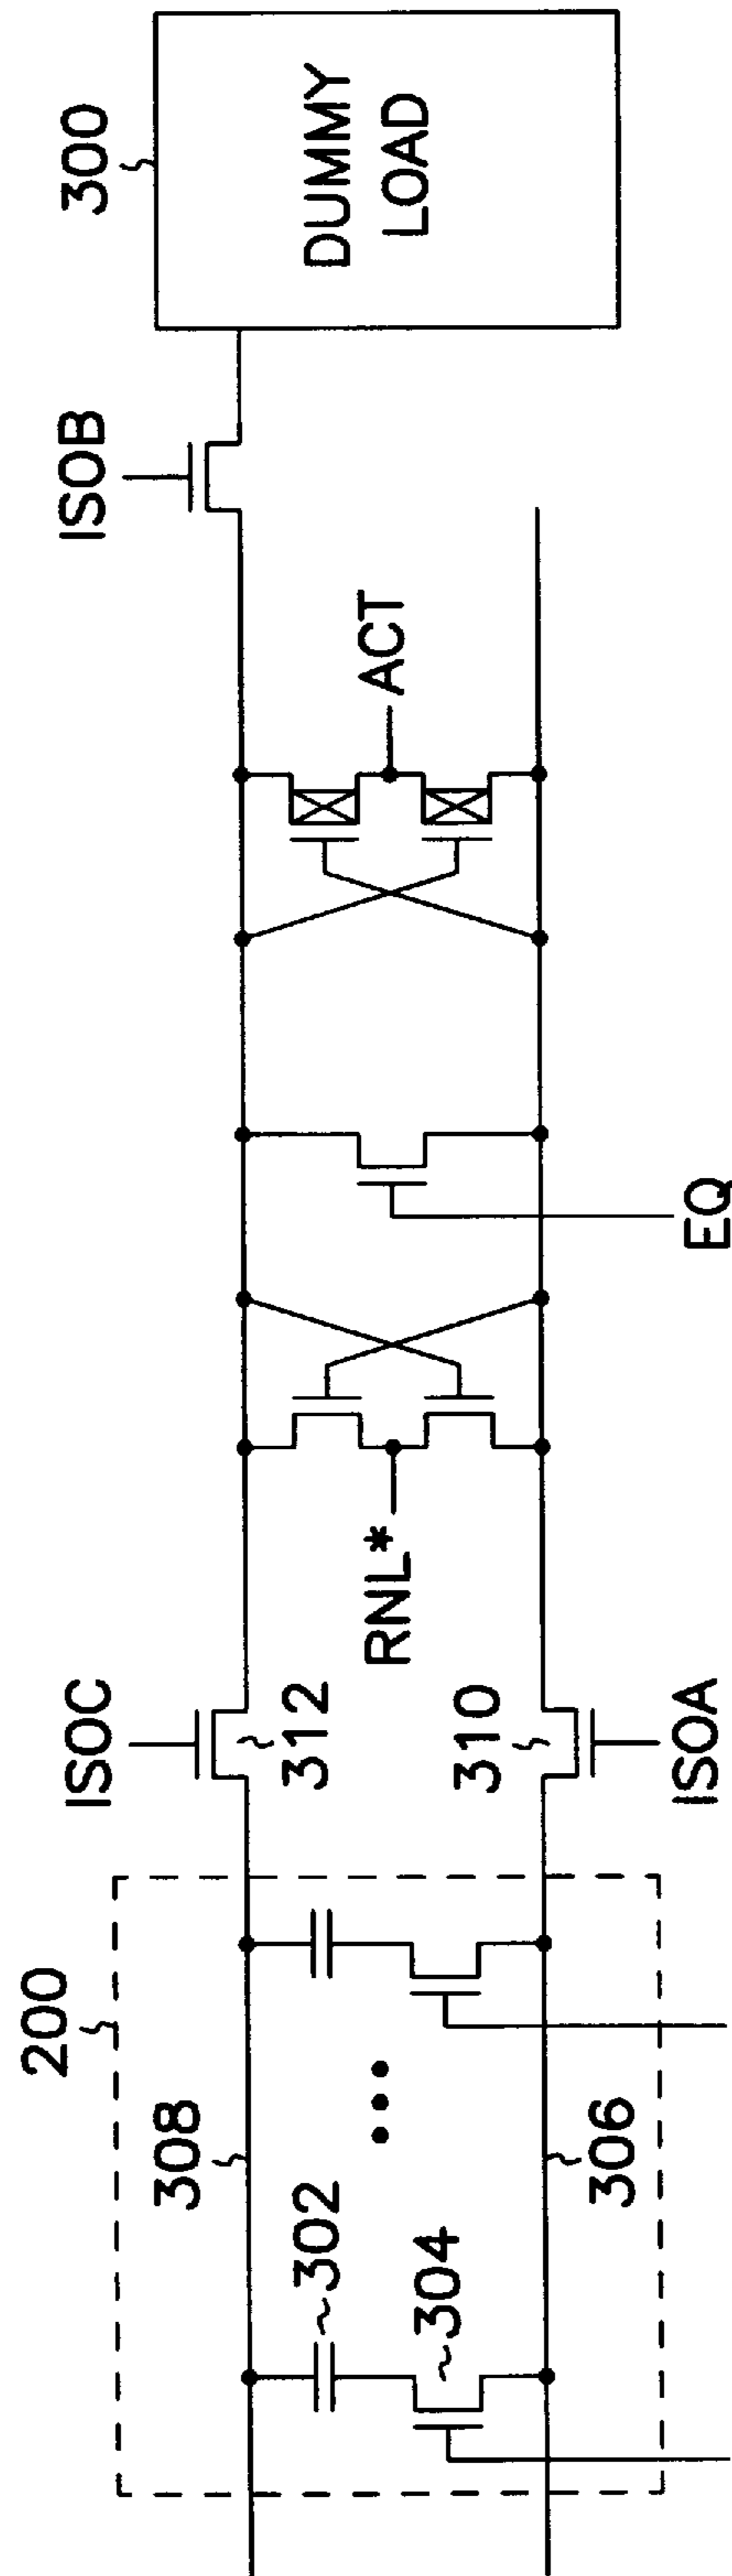 200
308
302
304
306
ISOC
312
310
ISOA
RNL*
EQ
ACT
ISOB
300
DUMMY
LOAD